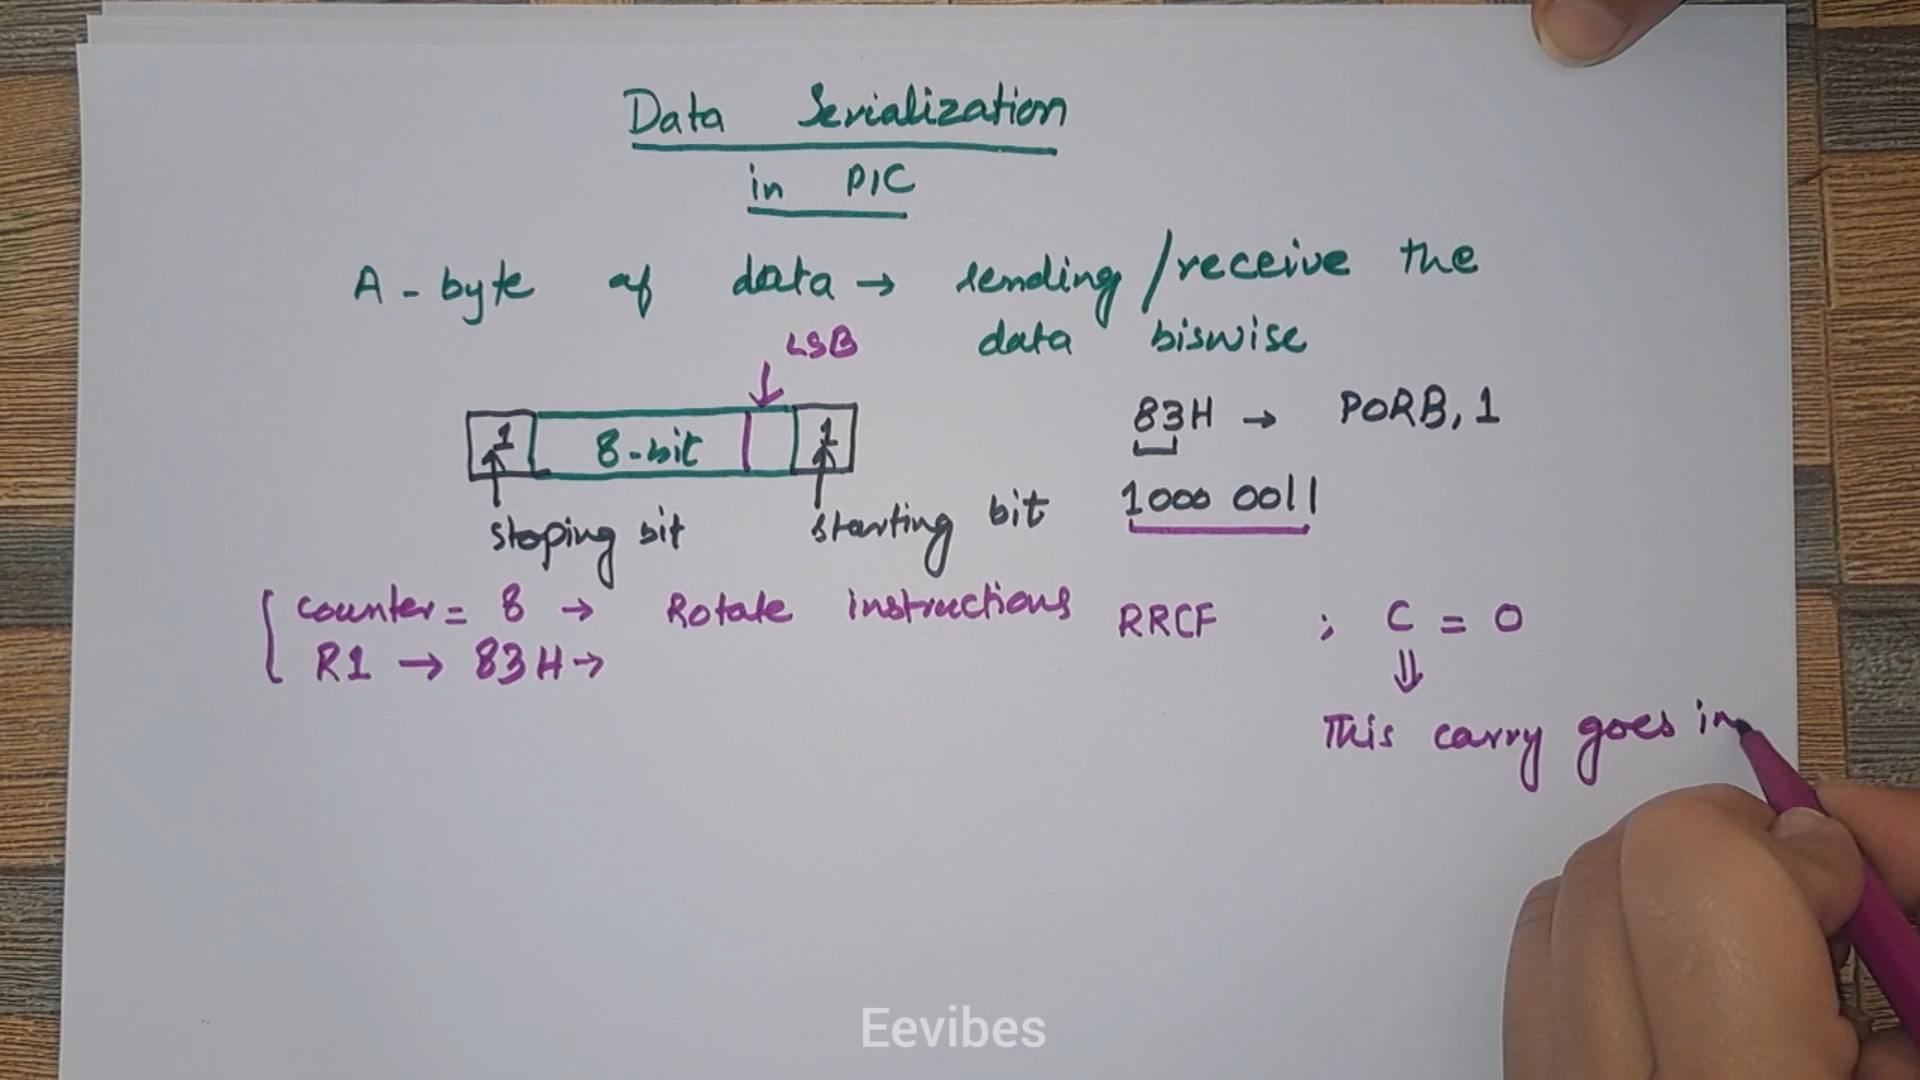 Data Serialization
in PIC
A-byte of data → sending/receive the
data biswise
LSB
1 8-bit 1
stoping bit starting bit
83H → PORB, 1
1000 0011
counter = 8 → Rotate instructions RRCF ; C = 0
R1 → 83H →
This carry goes in
Eevibes